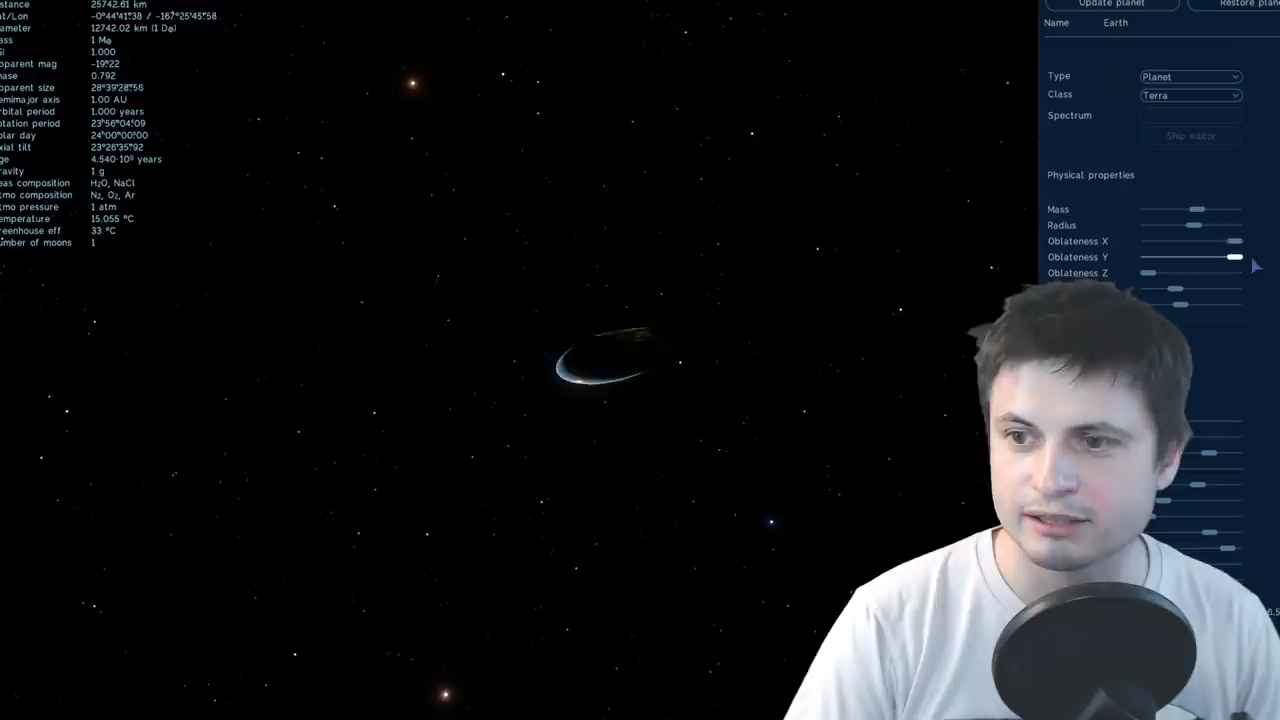 stance 25742.61 km
at/Lon -0°44'41"38 / -167°25'45"58
ameter 12742.02 km (1 D⊕)
ass 1 M⊕
SI 1.000
pparent mag -19.22
hase 0.792
pparent size 28°39'28"56
emimajor axis 1.00 AU
rbital period 1.000 years
otation period 23ʰ56ᵐ04ˢ09
olar day 24ʰ00ᵐ00ˢ00
xial tilt 23°26'35"92
ge 4.540·10⁹ years
ravity 1 g
eas composition H₂O, NaCl
tmo composition N₂, O₂, Ar
tmo pressure 1 atm
emperature 15.055 °C
reenhouse eff 33 °C
umber of moons 1
Update planet Restore plan
Name Earth
Type Planet
Class Terra
Spectrum
Ship editor
Physical properties
Mass
Radius
Oblateness X
Oblateness Y
Oblateness Z